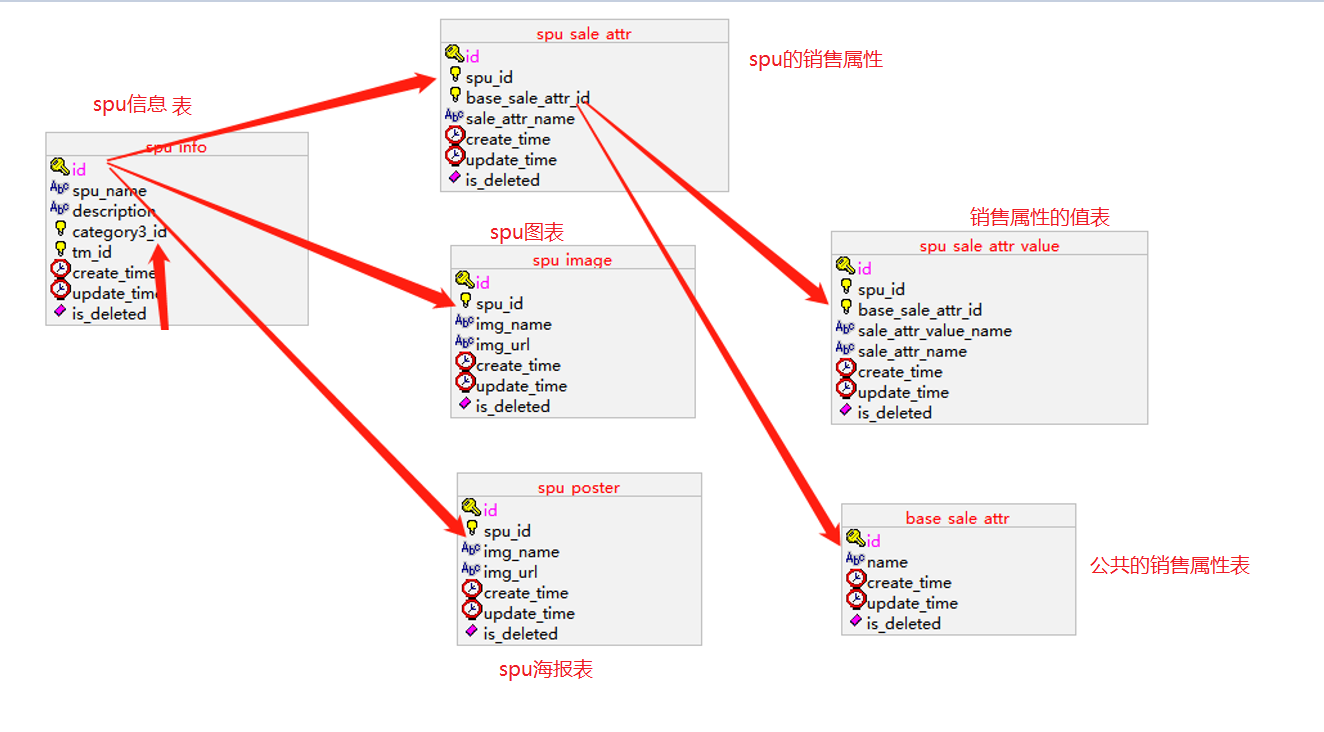 spu信息 表
spu info
id
spu_name
description
category3_id
tm_id
create_time
update_time
is_deleted
spu sale attr
id
spu_id
base_sale_attr_id
sale_attr_name
create_time
update_time
is_deleted
spu的销售属性
spu图表
spu image
id
spu_id
img_name
img_url
create_time
update_time
is_deleted
销售属性的值表
spu sale attr value
id
spu_id
base_sale_attr_id
sale_attr_value_name
sale_attr_name
create_time
update_time
is_deleted
spu poster
id
spu_id
img_name
img_url
create_time
update_time
is_deleted
spu海报表
base sale attr
id
name
create_time
update_time
is_deleted
公共的销售属性表